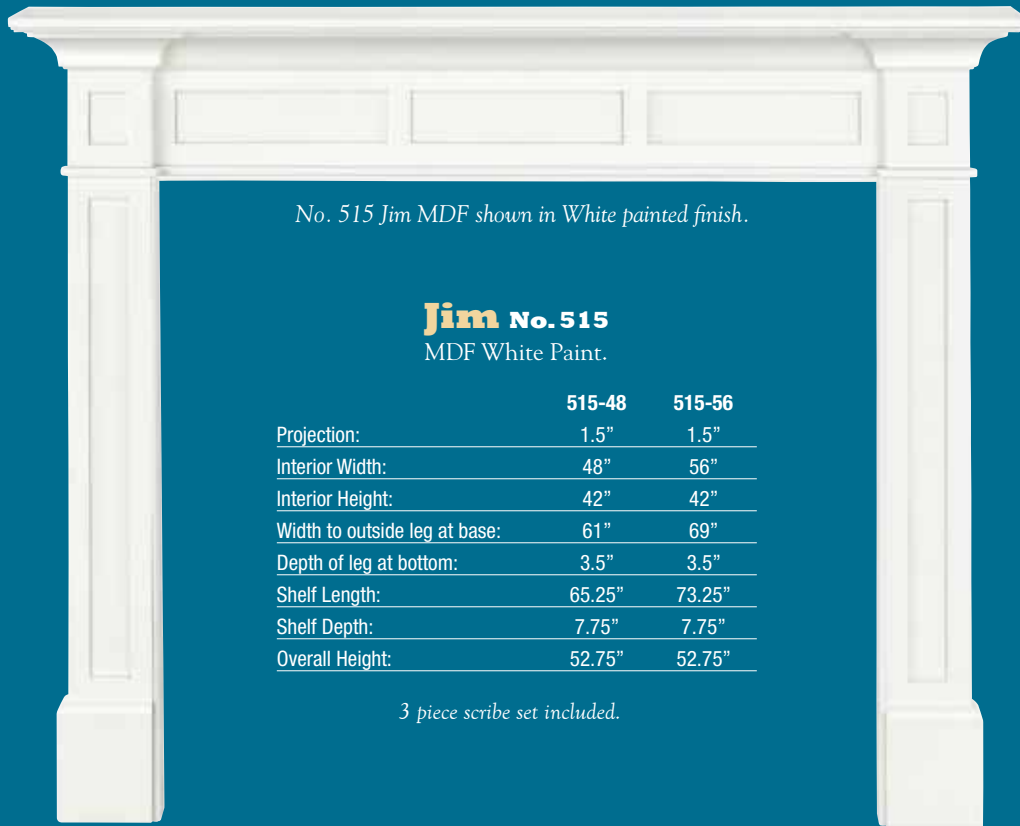 No. 515 Jim MDF shown in White painted finish.
Jim No. 515
MDF White Paint.
515-48 515-56
Projection: 1.5” 1.5”
Interior Width: 48” 56”
Interior Height: 42” 42”
Width to outside leg at base: 61” 69”
Depth of leg at bottom: 3.5” 3.5”
Shelf Length: 65.25” 73.25”
Shelf Depth: 7.75” 7.75”
Overall Height: 52.75” 52.75”
3 piece scribe set included.